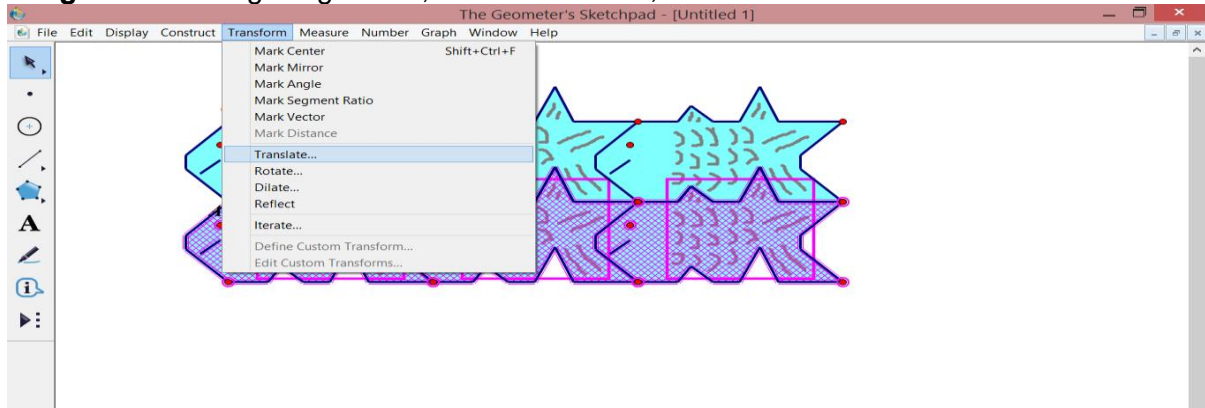 The Geometer's Sketchpad - [Untitled 1]
File Edit Display Construct Transform Measure Number Graph Window Help
Mark Center Shift+Ctrl+F
Mark Mirror
Mark Angle
Mark Segment Ratio
Mark Vector
Mark Distance
Translate...
Rotate...
Dilate...
Reflect
Iterate...
Define Custom Transform...
Edit Custom Transforms...
A